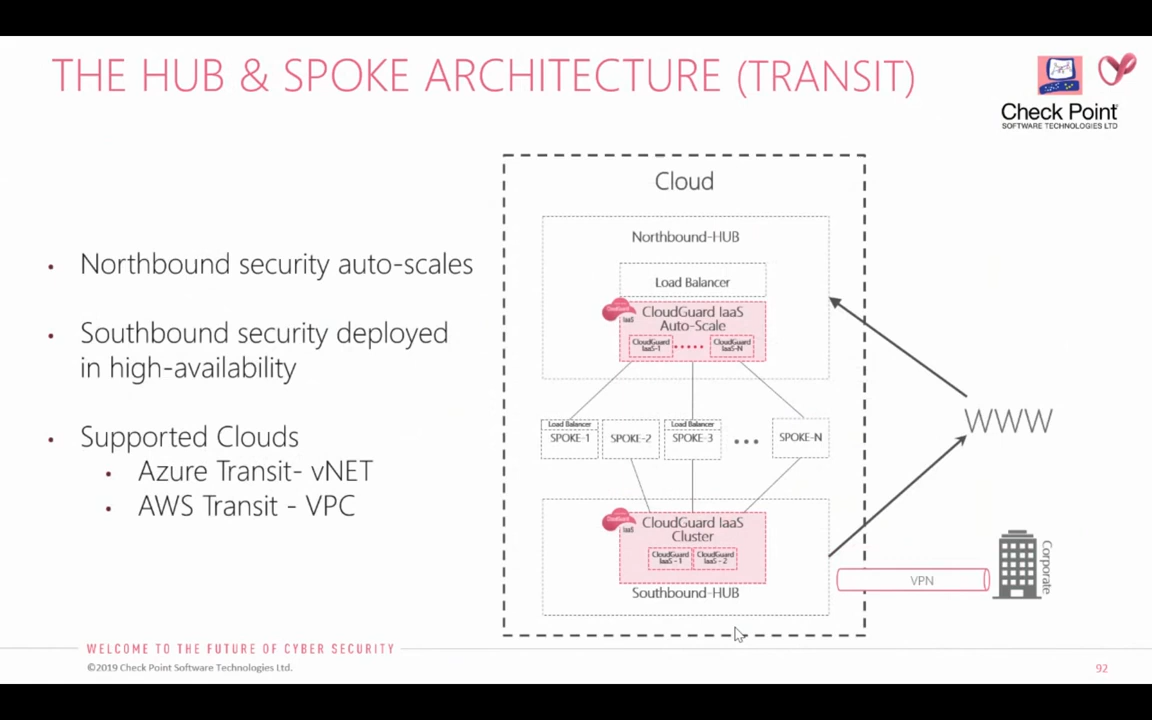 THE HUB & SPOKE ARCHITECTURE (TRANSIT)
Check Point
SOFTWARE TECHNOLOGIES LTD
• Northbound security auto-scales
• Southbound security deployed
in high-availability
• Supported Clouds
• Azure Transit- vNET
• AWS Transit - VPC
Cloud
Northbound-HUB
Load Balancer
CloudGuard
IaaS
CloudGuard IaaS
Auto-Scale
CloudGuard
IaaS-1
CloudGuard
IaaS-N
Load Balancer
SPOKE-1
SPOKE-2
Load Balancer
SPOKE-3
SPOKE-N
CloudGuard
IaaS
CloudGuard IaaS
Cluster
CloudGuard
IaaS - 1
CloudGuard
IaaS - 2
Southbound-HUB
WWW
VPN
Corporate
WELCOME TO THE FUTURE OF CYBER SECURITY
©2019 Check Point Software Technologies Ltd.
92